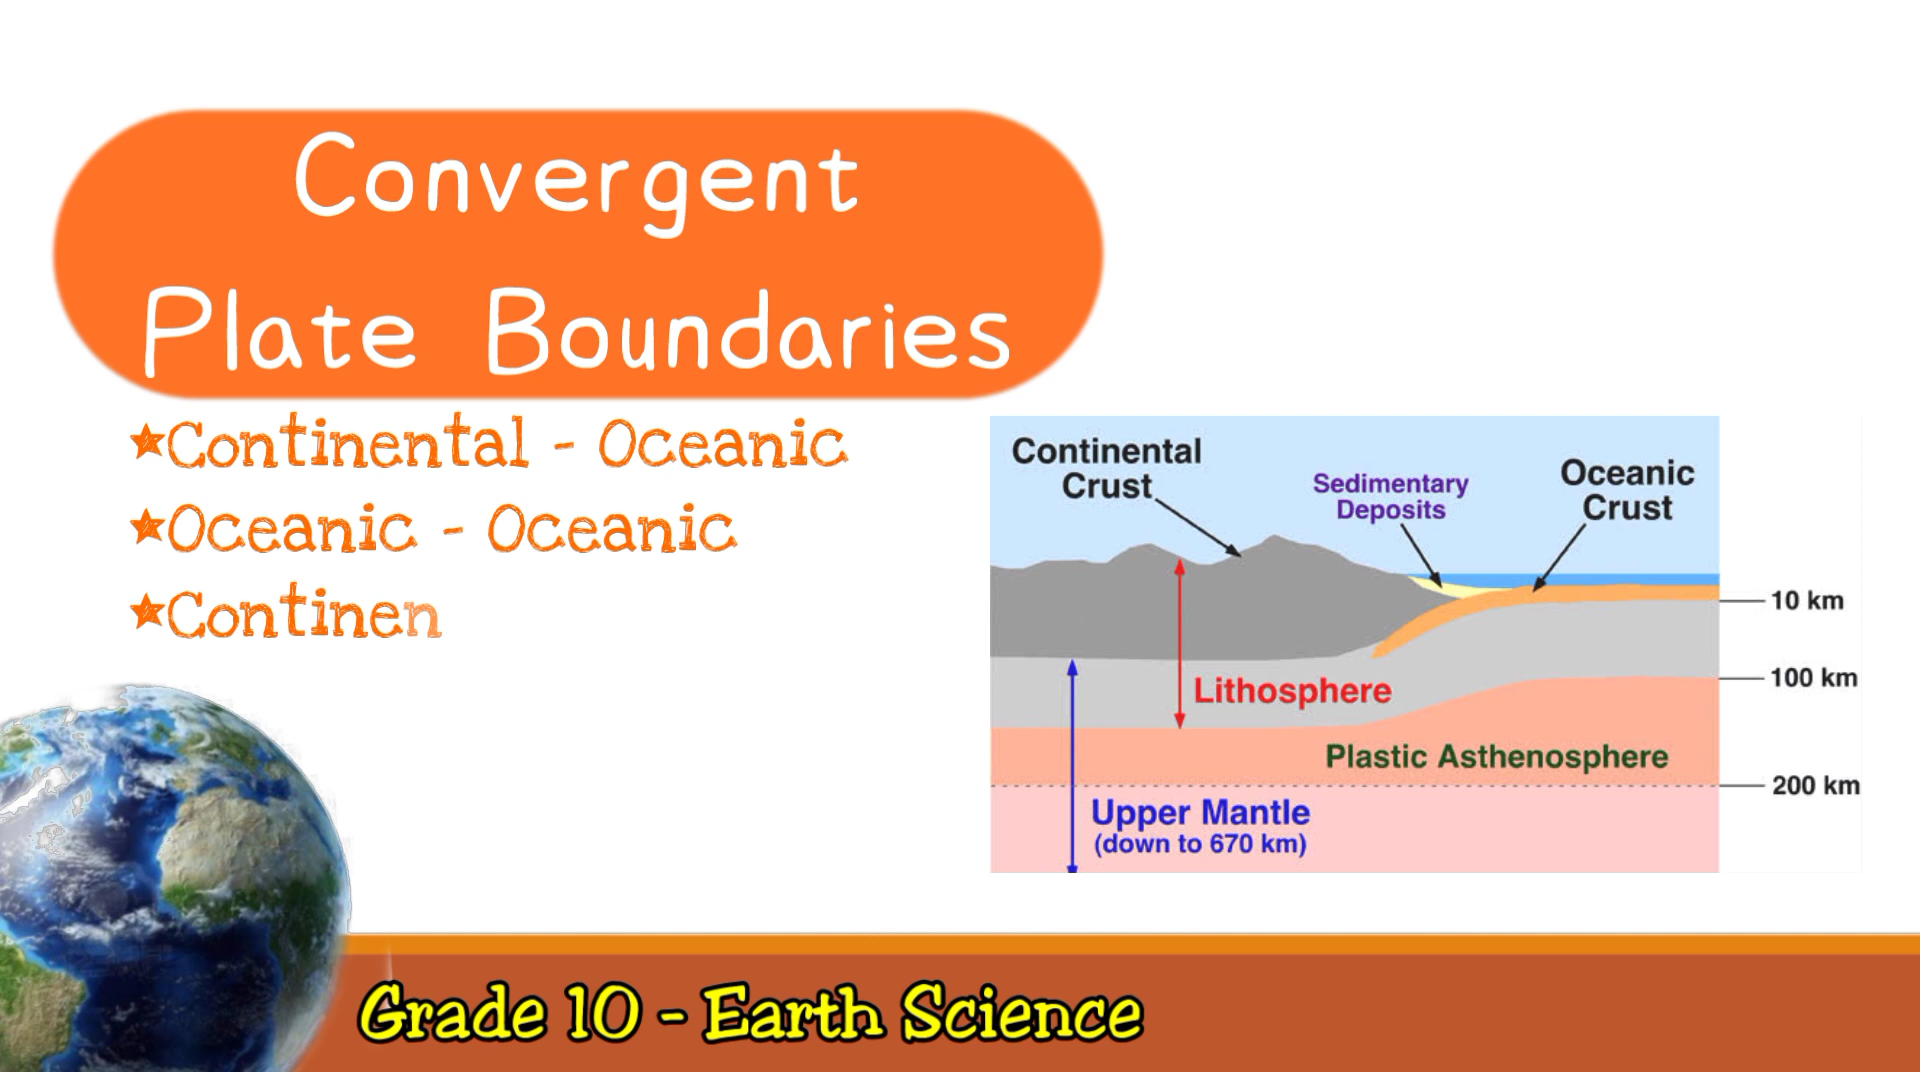 Convergent
Plate Boundaries
★Continental - Oceanic
★Oceanic - Oceanic
★Continen
Continental
Crust
Sedimentary
Deposits
Oceanic
Crust
10 km
100 km
Lithosphere
Plastic Asthenosphere
200 km
Upper Mantle
(down to 670 km)
Grade 10 - Earth Science